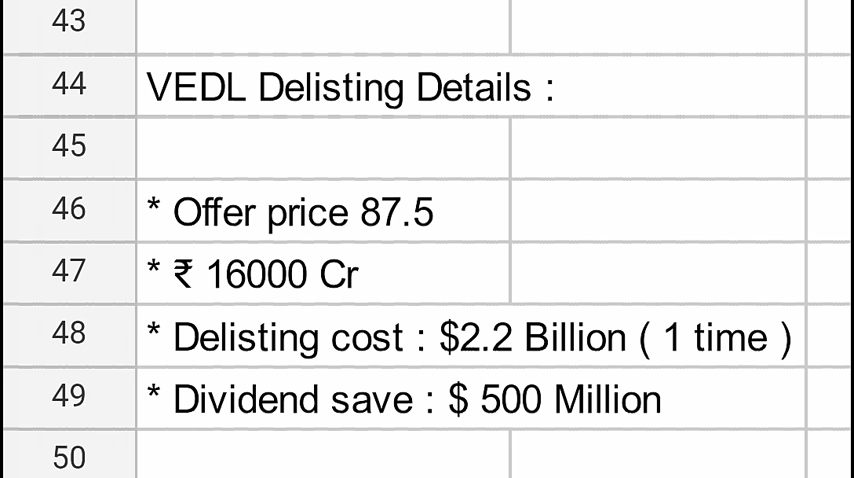 43
44 VEDL Delisting Details :
45
46 * Offer price 87.5
47 * ₹ 16000 Cr
48 * Delisting cost : $2.2 Billion ( 1 time )
49 * Dividend save : $ 500 Million
50